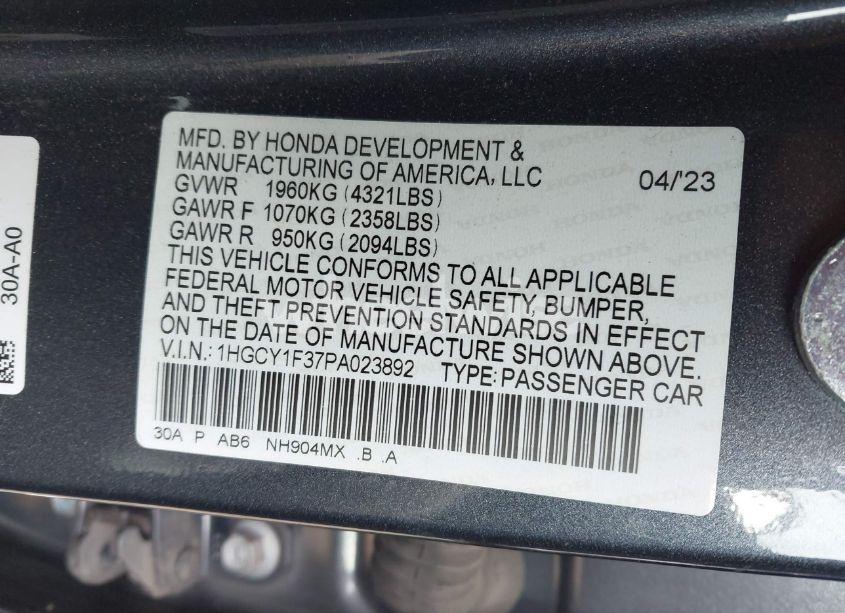 MFD. BY HONDA DEVELOPMENT &
MANUFACTURING OF AMERICA, LLC 04/'23
GVWR 1960KG (4321LBS)
GAWR F 1070KG (2358LBS)
GAWR R 950KG (2094LBS)
THIS VEHICLE CONFORMS TO ALL APPLICABLE
FEDERAL MOTOR VEHICLE SAFETY, BUMPER,
AND THEFT PREVENTION STANDARDS IN EFFECT
ON THE DATE OF MANUFACTURE SHOWN ABOVE.
V.I.N.: 1HGCY1F37PA023892 TYPE: PASSENGER CAR
30A P AB6 NH904MX .B .A
30A-A0